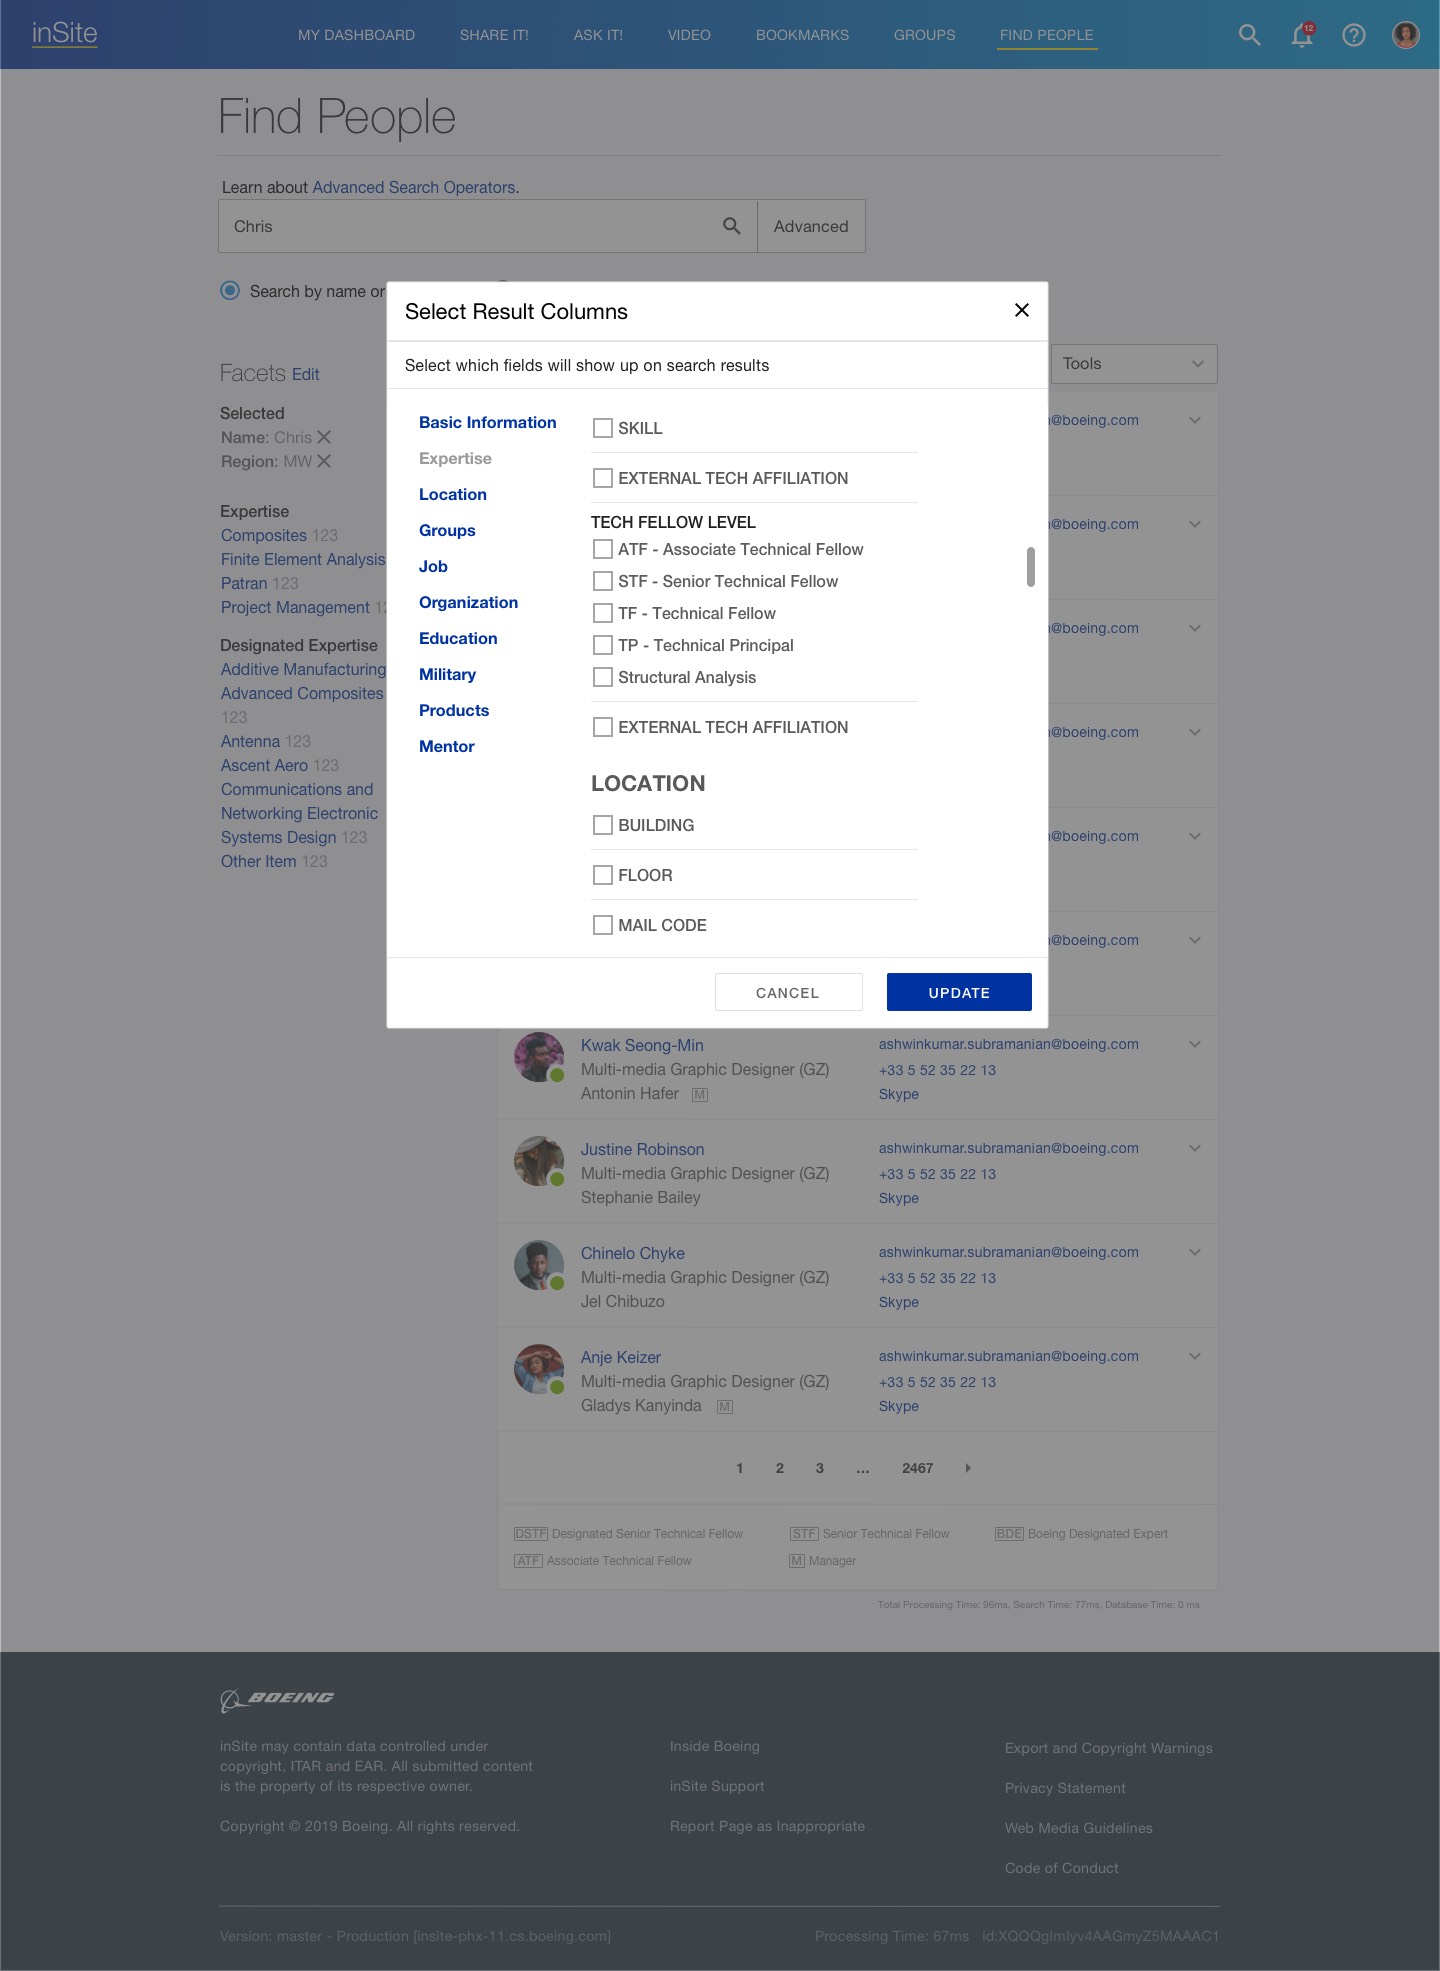 inSite
MY DASHBOARD SHARE IT! ASK IT! VIDEO BOOKMARKS GROUPS FIND PEOPLE
12
Find People
Learn about Advanced Search Operators.
Chris
Advanced
Search by name or
Select Result Columns
Select which fields will show up on search results
Basic Information
Expertise
Location
Groups
Job
Organization
Education
Military
Products
Mentor
SKILL
EXTERNAL TECH AFFILIATION
TECH FELLOW LEVEL
ATF - Associate Technical Fellow
STF - Senior Technical Fellow
TF - Technical Fellow
TP - Technical Principal
Structural Analysis
EXTERNAL TECH AFFILIATION
LOCATION
BUILDING
FLOOR
MAIL CODE
CANCEL
UPDATE
Facets Edit
Selected
Name: Chris
Region: MW
Expertise
Composites 123
Finite Element Analysis
Patran 123
Project Management
Designated Expertise
Additive Manufacturing
Advanced Composites
123
Antenna 123
Ascent Aero 123
Communications and
Networking Electronic
Systems Design 123
Other Item 123
Tools
@boeing.com
@boeing.com
@boeing.com
@boeing.com
@boeing.com
@boeing.com
Kwak Seong-Min
Multi-media Graphic Designer (GZ)
Antonin Hafer M
ashwinkumar.subramanian@boeing.com
+33 5 52 35 22 13
Skype
Justine Robinson
Multi-media Graphic Designer (GZ)
Stephanie Bailey
ashwinkumar.subramanian@boeing.com
+33 5 52 35 22 13
Skype
Chinelo Chyke
Multi-media Graphic Designer (GZ)
Jel Chibuzo
ashwinkumar.subramanian@boeing.com
+33 5 52 35 22 13
Skype
Anje Keizer
Multi-media Graphic Designer (GZ)
Gladys Kanyinda M
ashwinkumar.subramanian@boeing.com
+33 5 52 35 22 13
Skype
1 2 3 ... 2467
DSTF Designated Senior Technical Fellow STF Senior Technical Fellow BDE Boeing Designated Expert
ATF Associate Technical Fellow M Manager
Total Processing Time: 96ms, Search Time: 77ms, Database Time: 0 ms
BOEING
inSite may contain data controlled under
copyright, ITAR and EAR. All submitted content
is the property of its respective owner.
Copyright © 2019 Boeing. All rights reserved.
Inside Boeing
inSite Support
Report Page as Inappropriate
Export and Copyright Warnings
Privacy Statement
Web Media Guidelines
Code of Conduct
Version: master - Production [insite-phx-11.cs.boeing.com]
Processing Time: 67ms